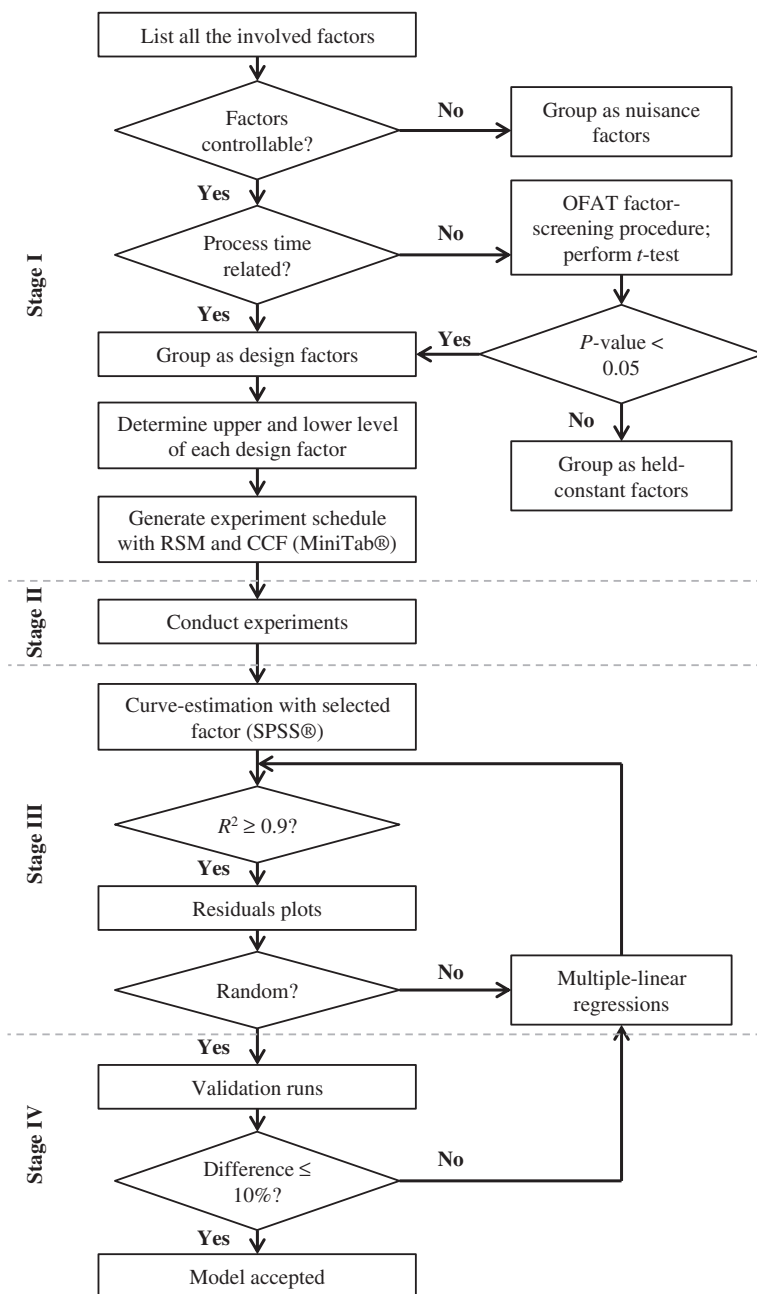 List all the involved factors
Factors
controllable?
No
Group as nuisance
factors
Yes
Process time
related?
No
OFAT factor-
screening procedure;
perform t-test
Yes
Stage I
Group as design factors
Yes
P-value <
0.05
No
Determine upper and lower level
of each design factor
Group as held-
constant factors
Generate experiment schedule
with RSM and CCF (MiniTab®)
Stage II
Conduct experiments
Curve-estimation with selected
factor (SPSS®)
Stage III
R² ≥ 0.9?
Yes
Residuals plots
Random?
No
Multiple-linear
regressions
Yes
Validation runs
Stage IV
Difference ≤
10%?
No
Yes
Model accepted